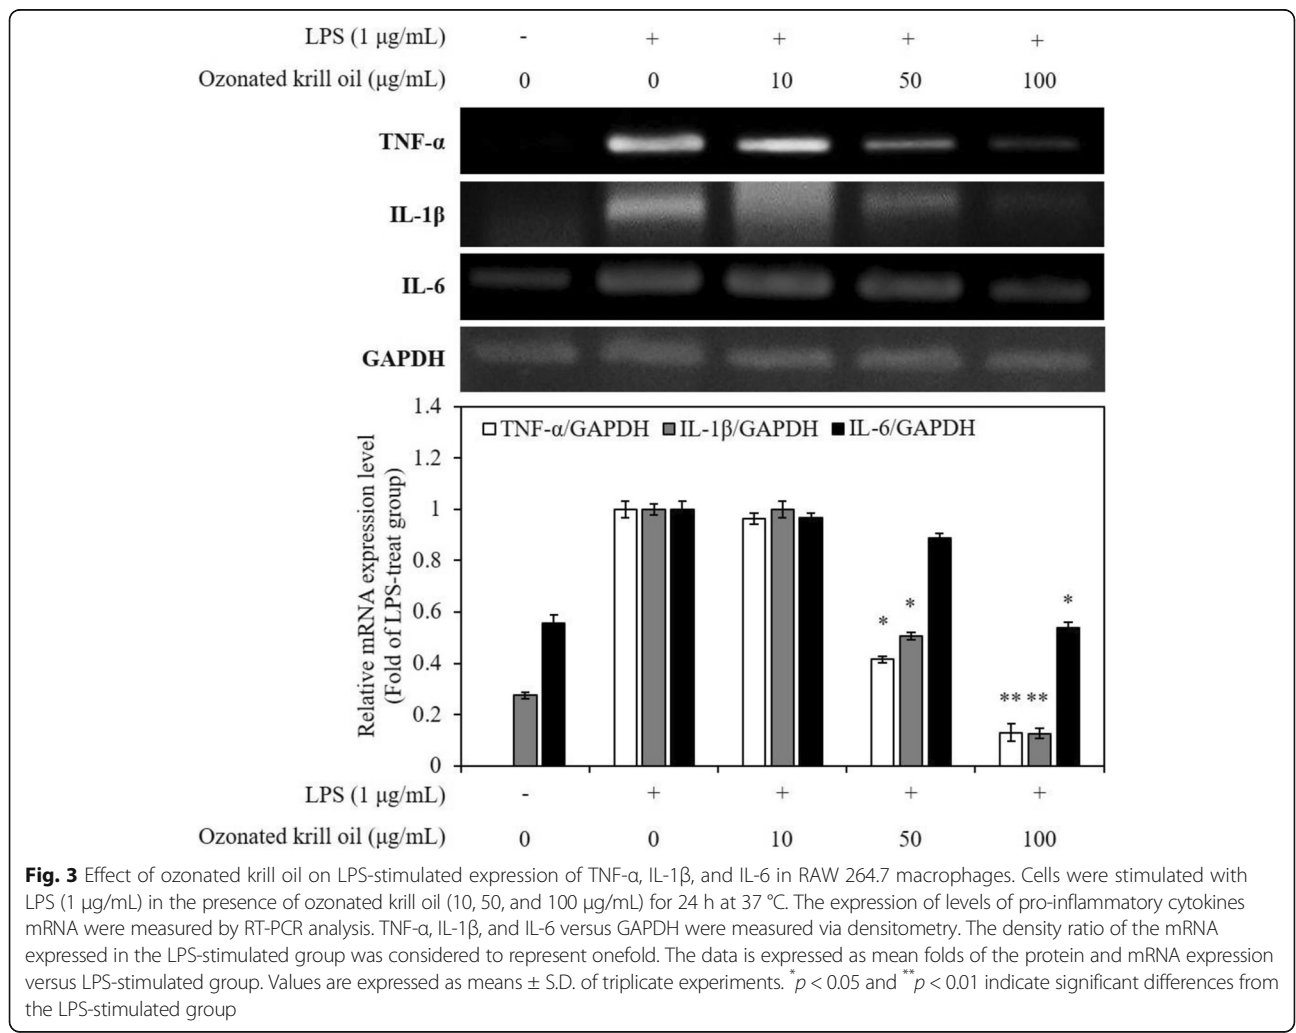 LPS (1 μg/mL) - + + + +
Ozonated krill oil (μg/mL) 0 0 10 50 100
TNF-α
IL-1β
IL-6
GAPDH
Relative mRNA expression level
(Fold of LPS-treat group)
1.4
1.2
1
0.8
0.6
0.4
0.2
0
TNF-α/GAPDH IL-1β/GAPDH IL-6/GAPDH
* * ** ** *
LPS (1 μg/mL) - + + + +
Ozonated krill oil (μg/mL) 0 0 10 50 100
Fig. 3 Effect of ozonated krill oil on LPS-stimulated expression of TNF-α, IL-1β, and IL-6 in RAW 264.7 macrophages. Cells were stimulated with
LPS (1 μg/mL) in the presence of ozonated krill oil (10, 50, and 100 μg/mL) for 24 h at 37 °C. The expression of levels of pro-inflammatory cytokines
mRNA were measured by RT-PCR analysis. TNF-α, IL-1β, and IL-6 versus GAPDH were measured via densitometry. The density ratio of the mRNA
expressed in the LPS-stimulated group was considered to represent onefold. The data is expressed as mean folds of the protein and mRNA expression
versus LPS-stimulated group. Values are expressed as means ± S.D. of triplicate experiments. *p < 0.05 and **p < 0.01 indicate significant differences from
the LPS-stimulated group